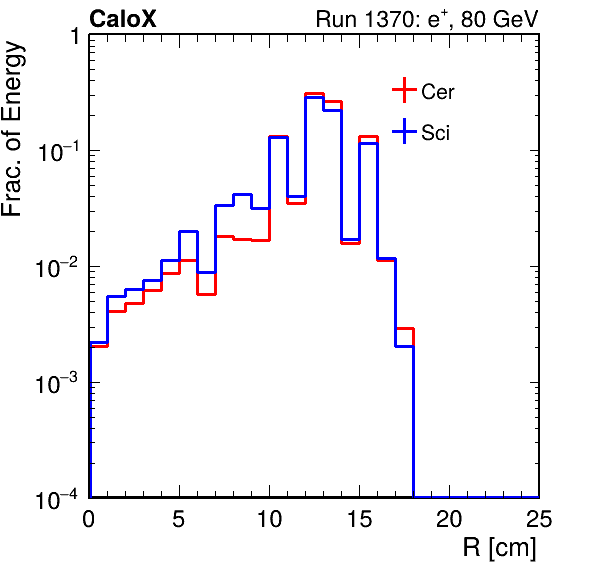 CaloX Run 1370: e⁺, 80 GeV
Frac. of Energy
1
10⁻¹
10⁻²
10⁻³
10⁻⁴
Cer
Sci
0 5 10 15 20 25
R [cm]